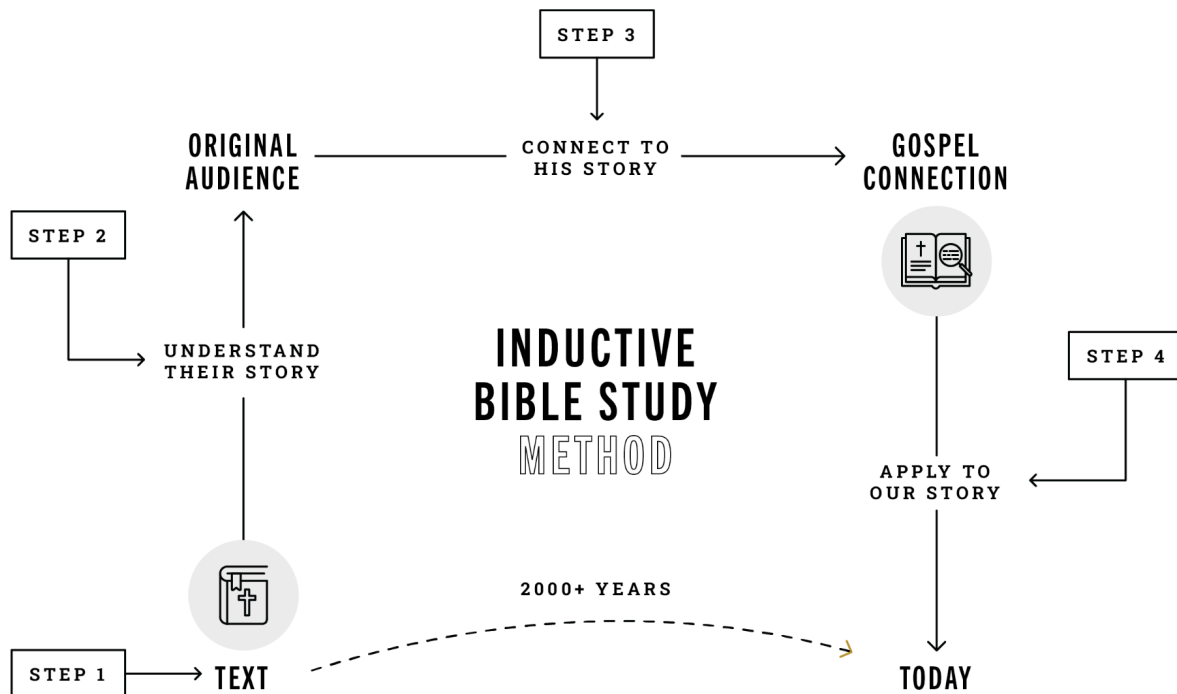 STEP 3
ORIGINAL
AUDIENCE
CONNECT TO
HIS STORY
GOSPEL
CONNECTION
STEP 2
UNDERSTAND
THEIR STORY
INDUCTIVE
BIBLE STUDY
METHOD
STEP 4
APPLY TO
OUR STORY
2000+ YEARS
STEP 1
TEXT
TODAY